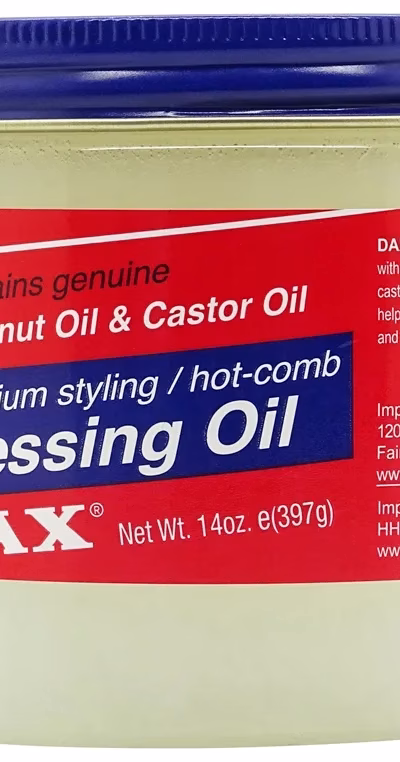 ains genuine
nut Oil & Castor Oil
ium styling / hot-comb
essing Oil
AX®
Net Wt. 14oz. e(397g)
DA
with
cast
help
and
Imp
120
Fai
ww
Imp
HH
ww